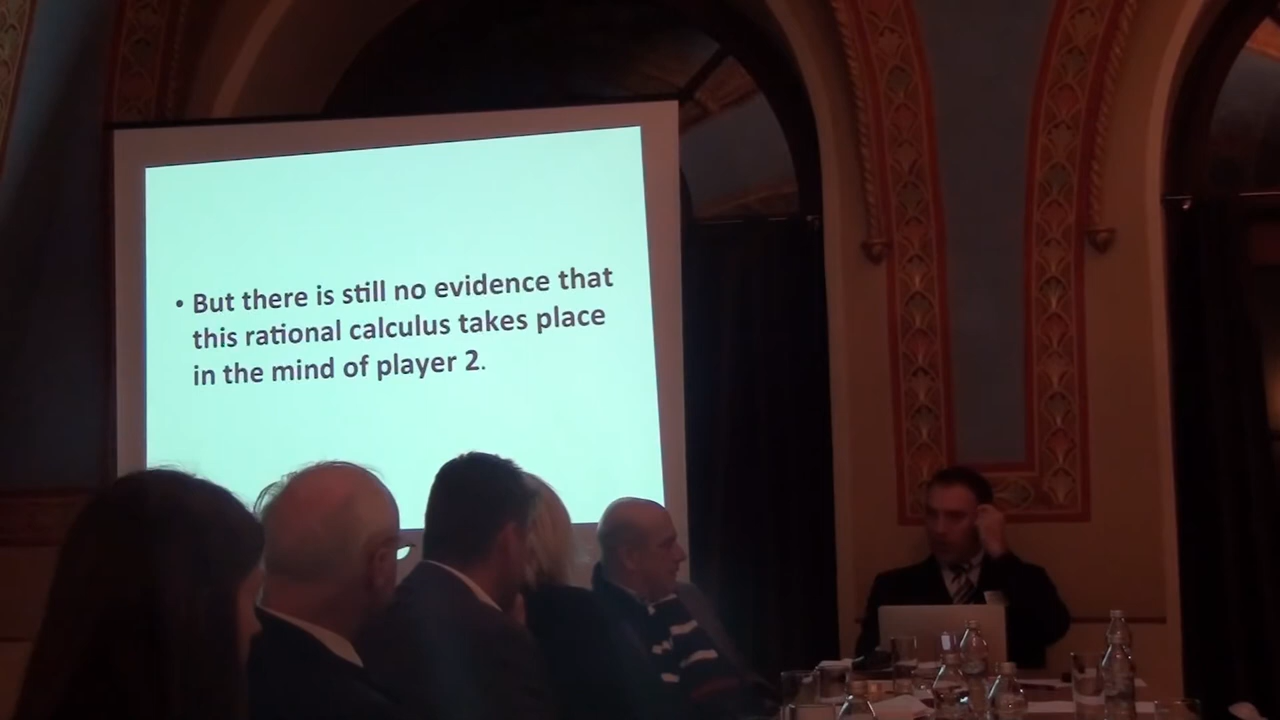 • But there is still no evidence that
this rational calculus takes place
in the mind of player 2.